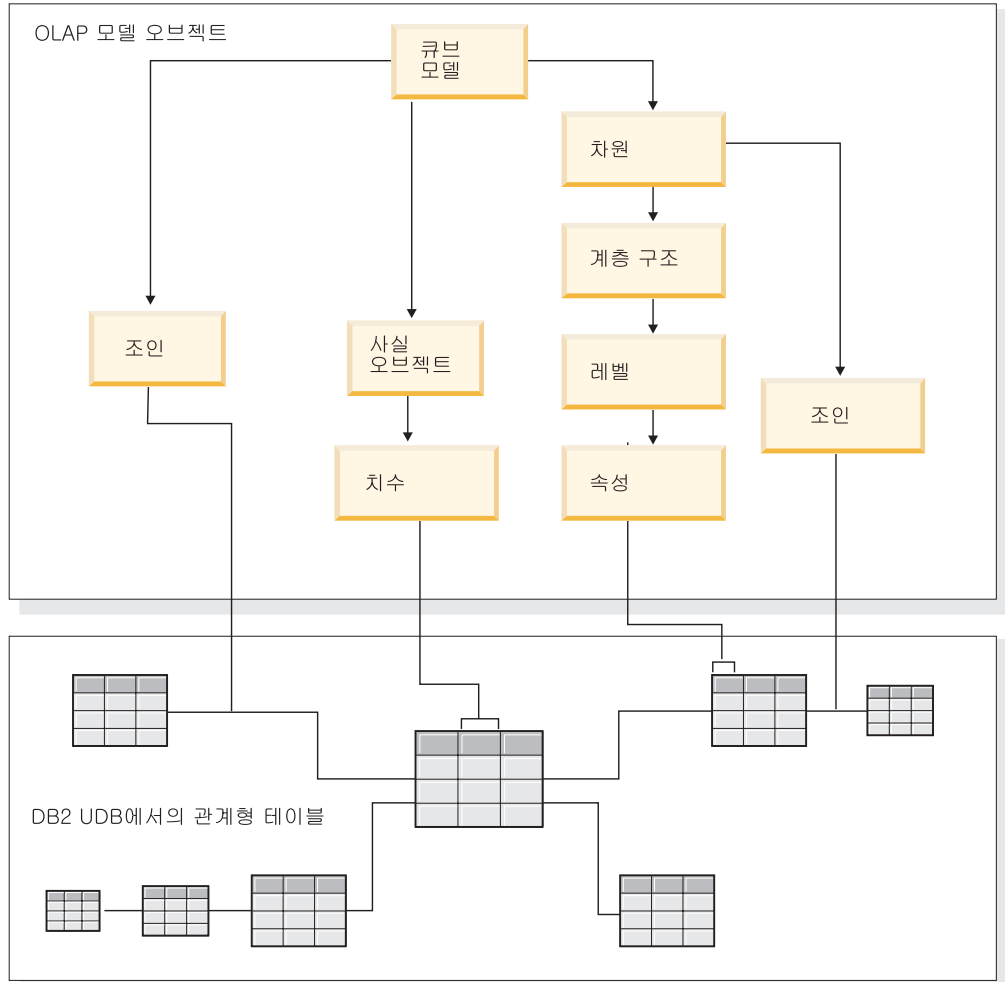 OLAP 모델 오브젝트
큐브
모델
차원
계층 구조
조인
사실
오브젝트
레벨
조인
치수
속성
DB2 UDB에서의 관계형 테이블